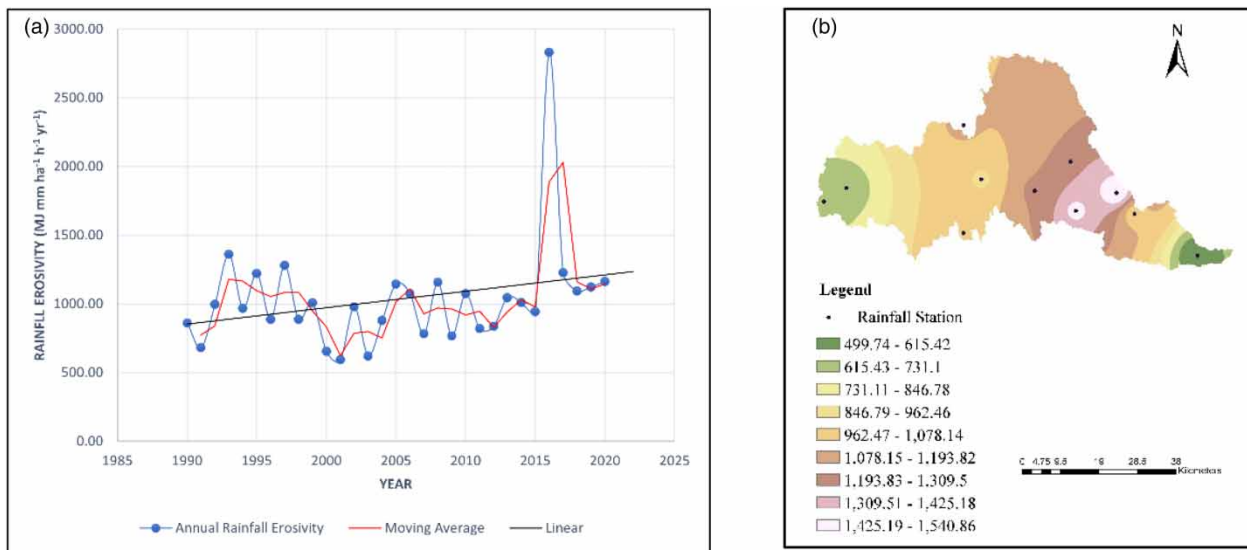 (a)
3000.00
2500.00
2000.00
1500.00
1000.00
500.00
0.00
RAINFLL EROSIVITY (MJ mm ha⁻¹ h⁻¹ yr⁻¹)
1985 1990 1995 2000 2005 2010 2015 2020 2025
YEAR
Annual Rainfall Erosivity Moving Average Linear
(b)
N
Legend
Rainfall Station
499.74 - 615.42
615.43 - 731.1
731.11 - 846.78
846.79 - 962.46
962.47 - 1,078.14
1,078.15 - 1,193.82
1,193.83 - 1,309.5
1,309.51 - 1,425.18
1,425.19 - 1,540.86
0 4.75 9.5 19 28.5 38
Kilometers